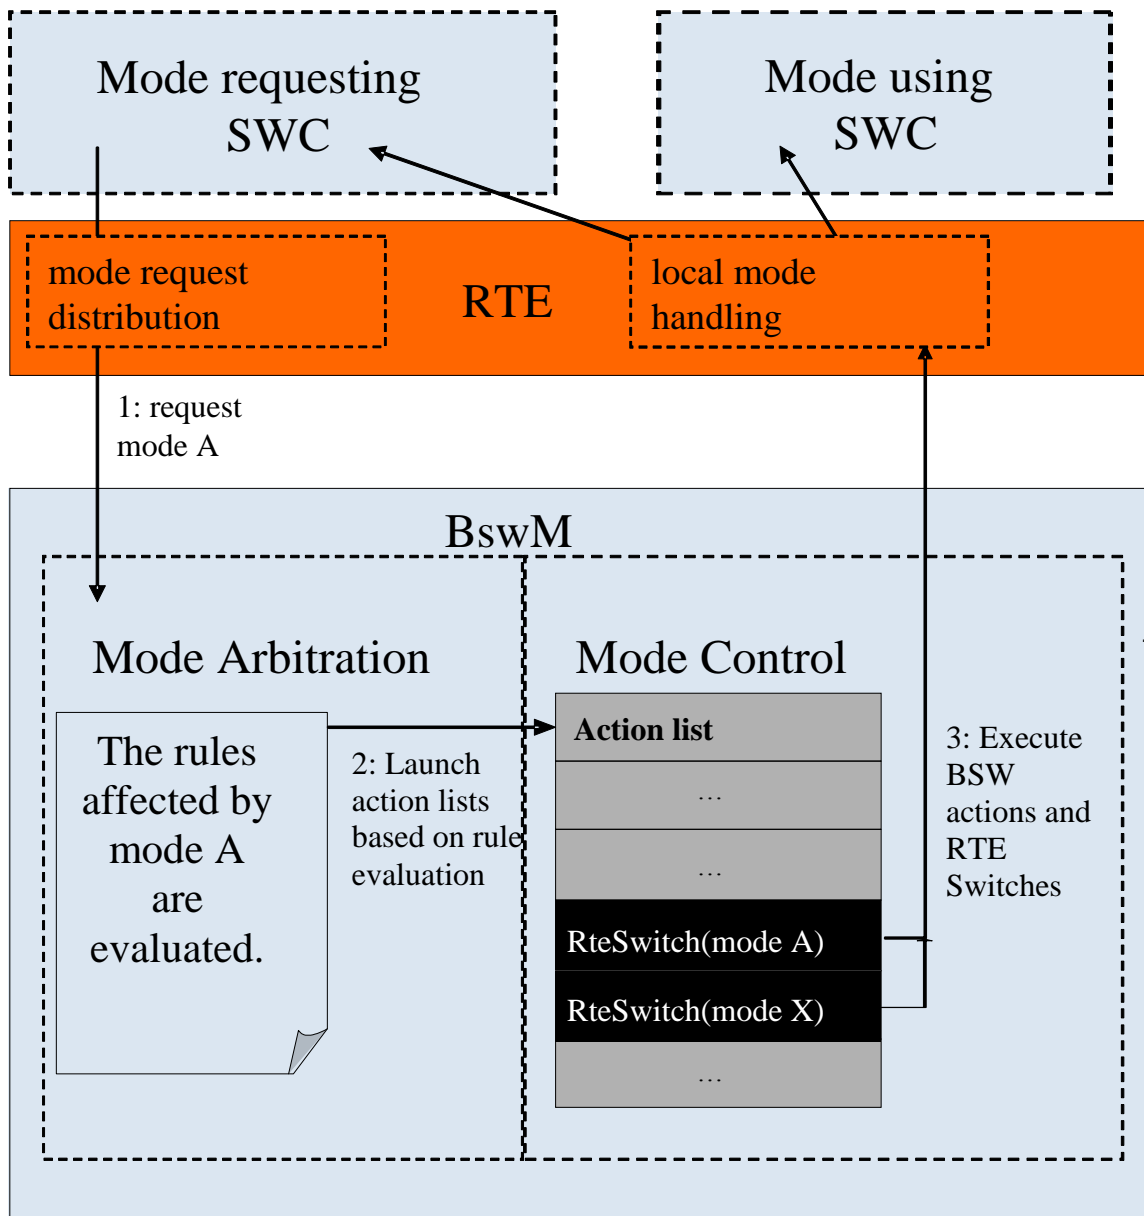 Mode requesting
SWC
Mode using
SWC
mode request
distribution
RTE
local mode
handling
1: request
mode A
BswM
Mode Arbitration
Mode Control
The rules
affected by
mode A
are
evaluated.
2: Launch
action lists
based on rule
evaluation
Action list
...
...
RteSwitch(mode A)
RteSwitch(mode X)
...
3: Execute
BSW
actions and
RTE
Switches